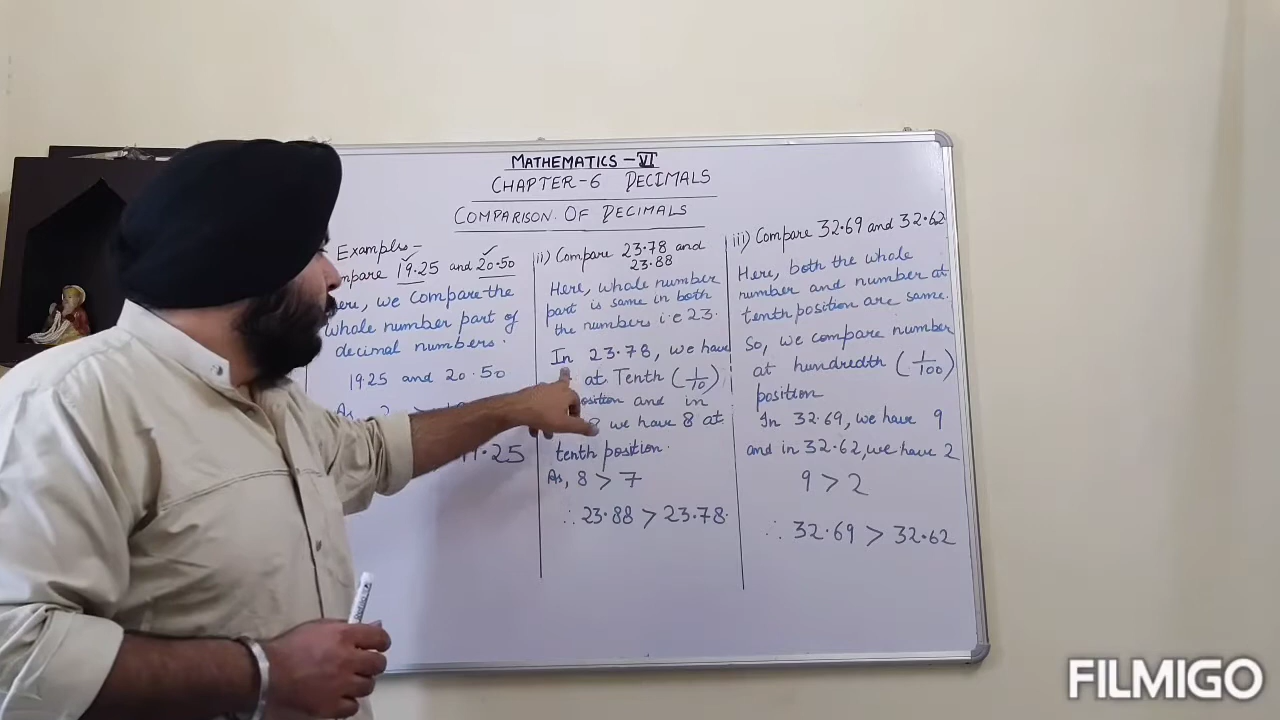 MATHEMATICS - VI
CHAPTER-6 DECIMALS
COMPARISON OF DECIMALS
Examples -
19.25 and 20.50
we compare the
whole number part of
decimal numbers.
1925 and 20.50
As,
ii) Compare 23.78 and
23.88
Here, whole number
part is same in both
the numbers i.e 23.
In 23.78, we have
at Tenth (1/10)
position and in
we have 8 at
tenth position.
As, 8 > 7
∴ 23.88 > 23.78.
iii) Compare 32.69 and 32.62
Here, both the whole
number and number at
tenth position are same.
So, we compare number
at hundredth (1/100)
position
In 32.69, we have 9
and in 32.62, we have 2
9 > 2
∴ 32.69 > 32.62
FILMIGO